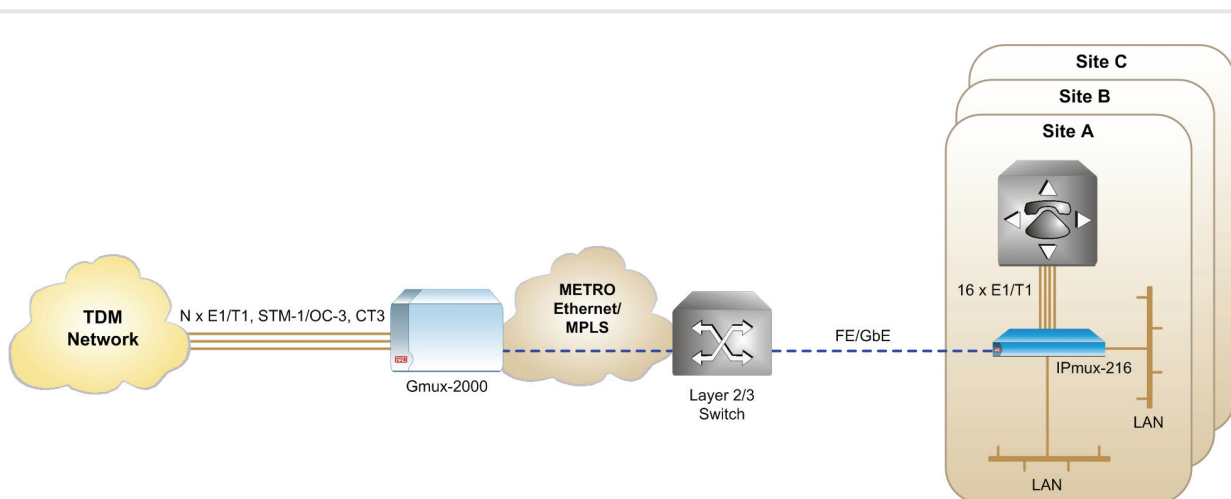 Site C
Site B
Site A
16 x E1/T1
METRO
Ethernet/
MPLS
TDM
Network
N x E1/T1, STM-1/OC-3, CT3
FE/GbE
RAD
IPmux-216
Gmux-2000
Layer 2/3
Switch
LAN
LAN